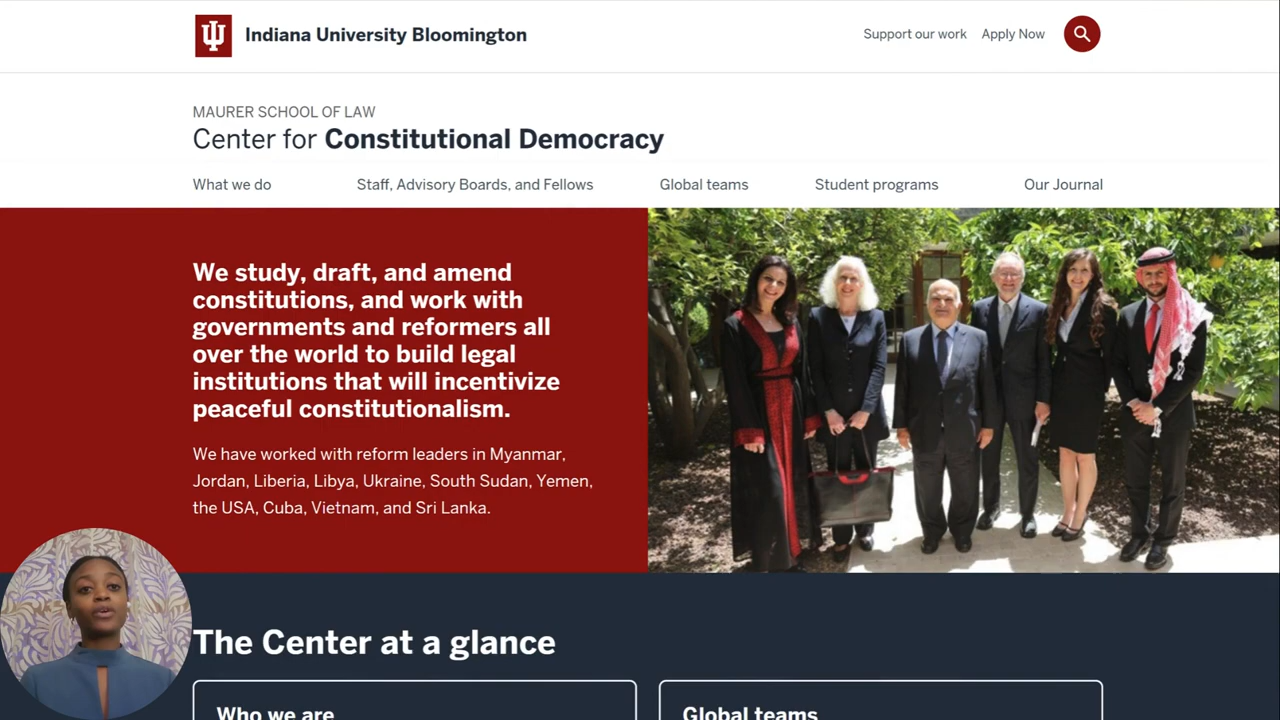 Indiana University Bloomington
Support our work
Apply Now
MAURER SCHOOL OF LAW
Center for Constitutional Democracy
What we do
Staff, Advisory Boards, and Fellows
Global teams
Student programs
Our Journal
We study, draft, and amend
constitutions, and work with
governments and reformers all
over the world to build legal
institutions that will incentivize
peaceful constitutionalism.
We have worked with reform leaders in Myanmar,
Jordan, Liberia, Libya, Ukraine, South Sudan, Yemen,
the USA, Cuba, Vietnam, and Sri Lanka.
The Center at a glance
Who we are
Global teams